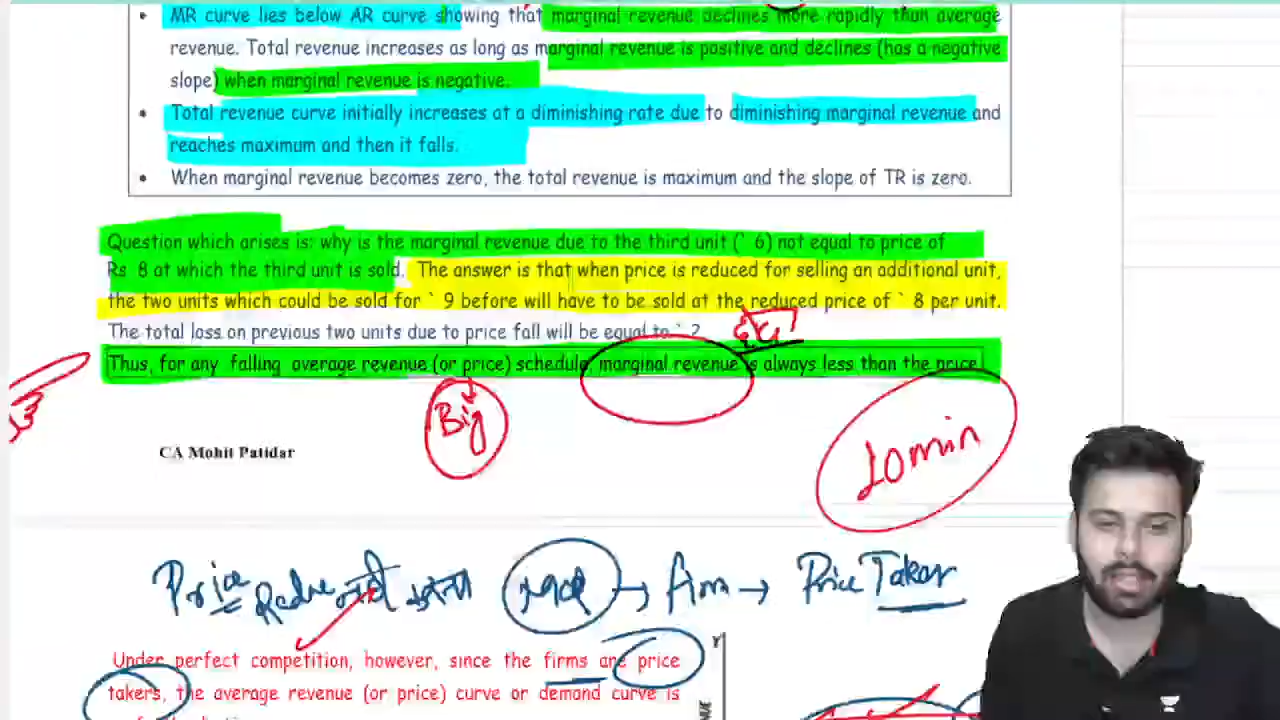 • MR curve lies below AR curve showing that marginal revenue declines more rapidly than average
revenue. Total revenue increases as long as marginal revenue is positive and declines (has a negative
slope) when marginal revenue is negative.
• Total revenue curve initially increases at a diminishing rate due to diminishing marginal revenue and
reaches maximum and then it falls.
• When marginal revenue becomes zero, the total revenue is maximum and the slope of TR is zero.
Question which arises is: why is the marginal revenue due to the third unit (` 6) not equal to price of
Rs 8 at which the third unit is sold. The answer is that when price is reduced for selling an additional unit,
the two units which could be sold for ` 9 before will have to be sold at the reduced price of ` 8 per unit.
The total loss on previous two units due to price fall will be equal to ` 2.
Thus, for any falling average revenue (or price) schedule, marginal revenue is always less than the price.
Big
10 min
CA Mohit Patidar
Price Reduce firm → Price Taker
Under perfect competition, however, since the firms are price
takers, the average revenue (or price) curve or demand curve is